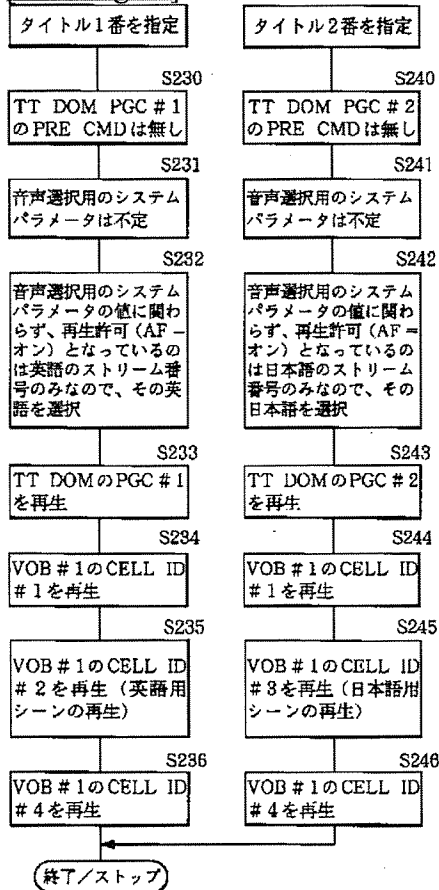 タイトル1番を指定
S230
TT DOM PGC#1
のPRE CMDは無し
S231
音声選択用のシステム
パラメータは不定
S232
音声選択用のシステム
パラメータの値に関わ
らず、再生許可（AF＝
オン）となっているの
は英語のストリーム番
号のみなので、その英
語を選択
S233
TT DOMのPGC#1
を再生
S234
VOB#1のCELL ID
#1を再生
S235
VOB#1のCELL ID
#2を再生（英語用
シーンの再生）
S236
VOB#1のCELL ID
#4を再生
終了/ストップ
タイトル2番を指定
S240
TT DOM PGC#2
のPRE CMDは無し
S241
音声選択用のシステム
パラメータは不定
S242
音声選択用のシステム
パラメータの値に関わ
らず、再生許可（AF＝
オン）となっているの
は日本語のストリーム
番号のみなので、その
日本語を選択
S243
TT DOMのPGC#2
を再生
S244
VOB#1のCELL ID
#1を再生
S245
VOB#1のCELL ID
#3を再生（日本語用
シーンの再生）
S246
VOB#1のCELL ID
#4を再生